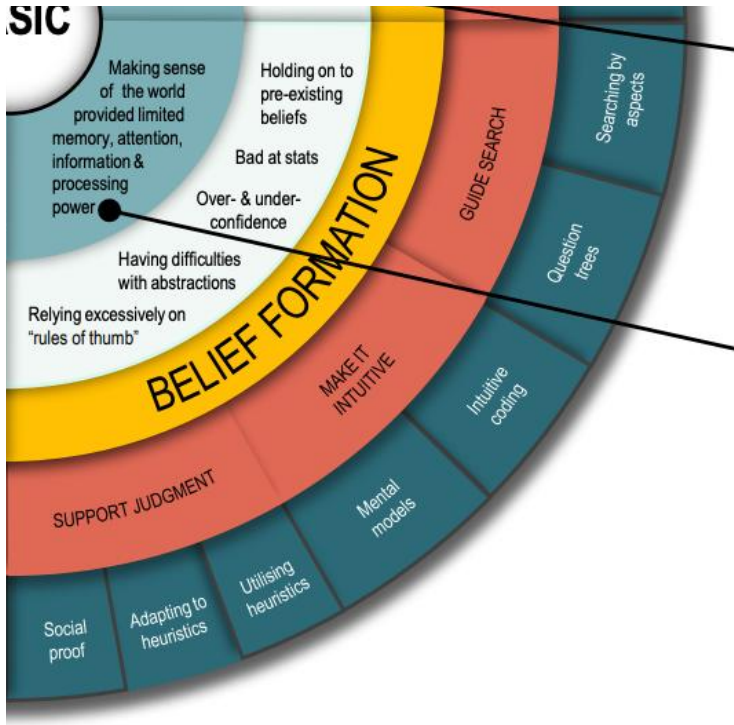 ASIC
Making sense
of the world
provided limited
memory, attention,
information &
processing
power
Holding on to
pre-existing
beliefs
Bad at stats
Over- & under-
confidence
Having difficulties
with abstractions
Relying excessively on
“rules of thumb”
BELIEF FORMATION
GUIDE SEARCH
MAKE IT
INTUITIVE
SUPPORT JUDGMENT
Searching by
aspects
Question
trees
Intuitive
coding
Mental
models
Utilising
heuristics
Adapting to
heuristics
Social
proof